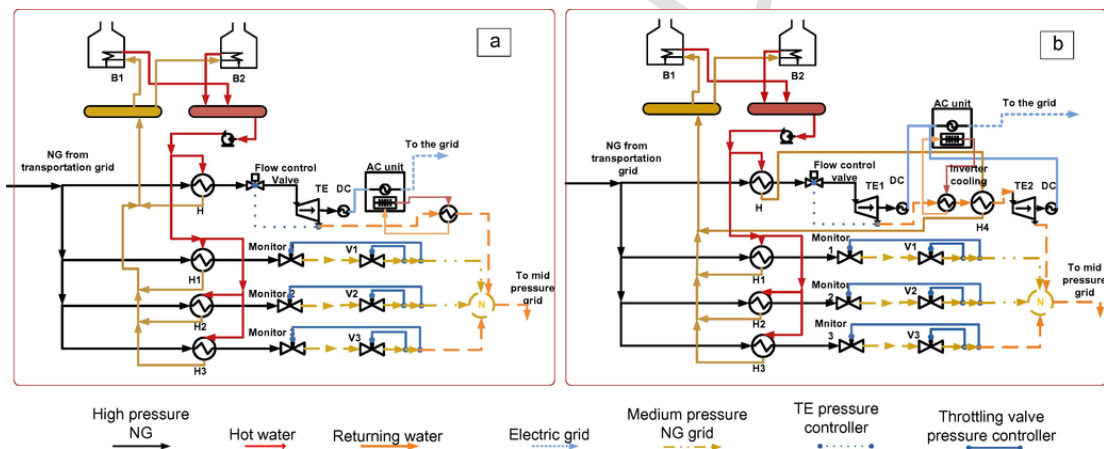 a
B1
B2
NG from
transportation grid
Flow control
Valve
TE
DC
AC unit
To the grid
H
Monitor
V1
H1
Monitor 2
V2
H2
Monitor 3
V3
H3
N
To mid
pressure
grid
b
B1
B2
NG from
transportation
grid
Flow control
valve
TE1
DC
AC unit
To the grid
Inverter
cooling
TE2
DC
H
H4
Monitor
1
V1
H1
Monitor
2
V2
H2
Mnitor
3
V3
H3
N
To mid
pressure
grid
High pressure
NG
Hot water
Returning water
Electric grid
Medium pressure
NG grid
TE pressure
controller
Throttling valve
pressure controller